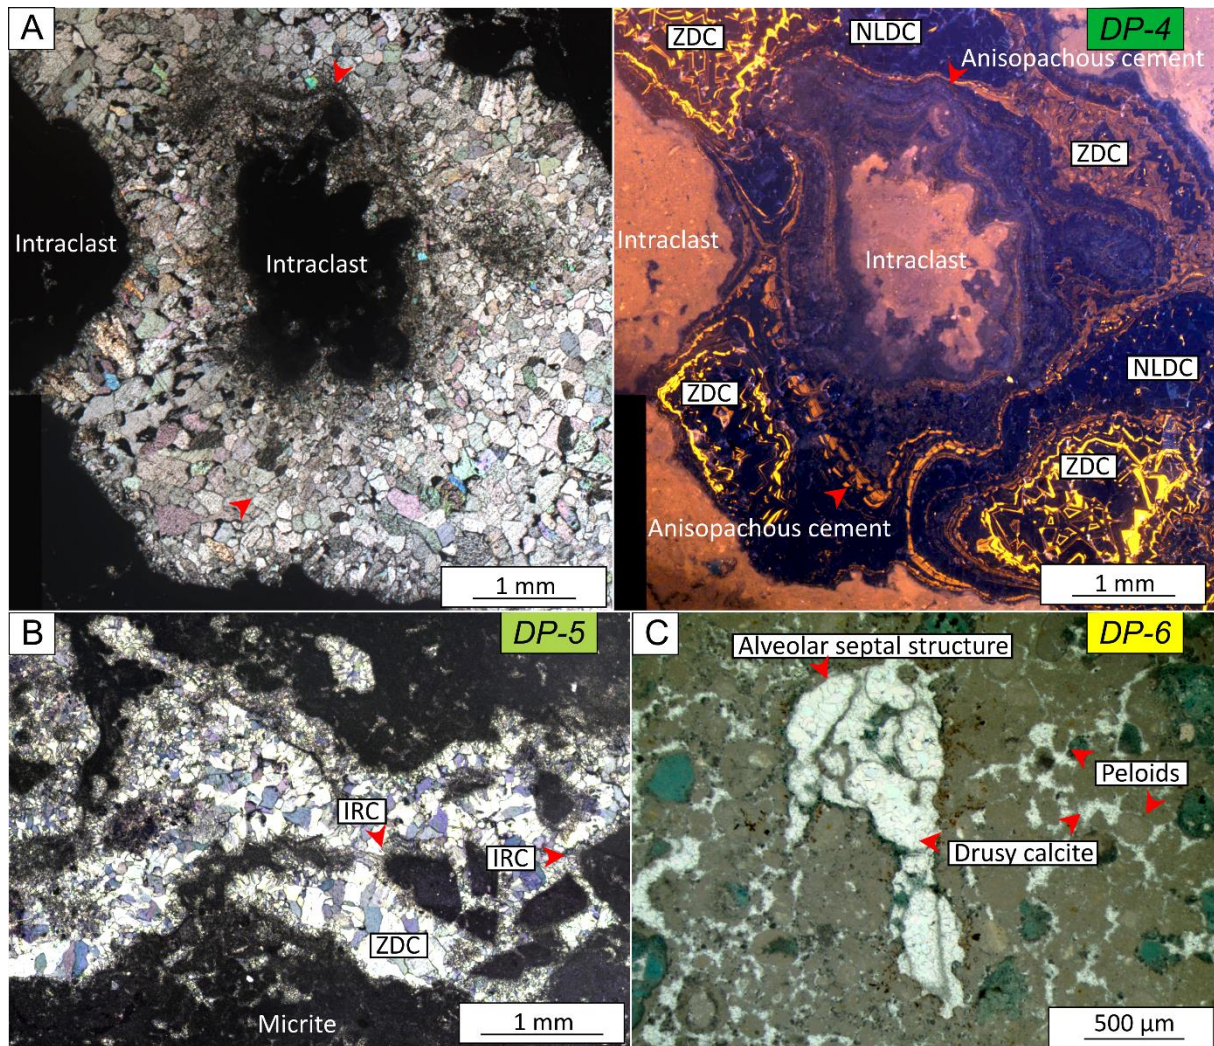 A
Intraclast
Intraclast
1 mm
DP-4
ZDC
NLDC
Anisopachous cement
ZDC
Intraclast
Intraclast
NLDC
ZDC
ZDC
Anisopachous cement
1 mm
B
DP-5
IRC
IRC
ZDC
Micrite
1 mm
C
DP-6
Alveolar septal structure
Peloids
Drusy calcite
500 µm